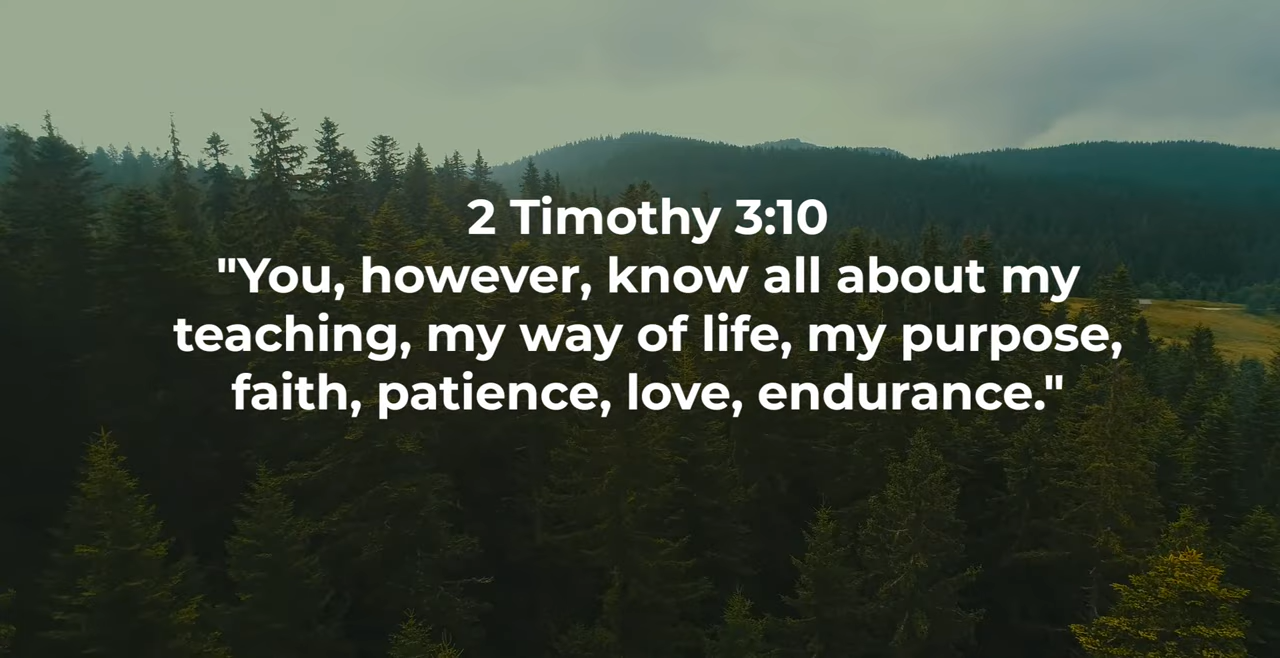 2 Timothy 3:10
"You, however, know all about my
teaching, my way of life, my purpose,
faith, patience, love, endurance."